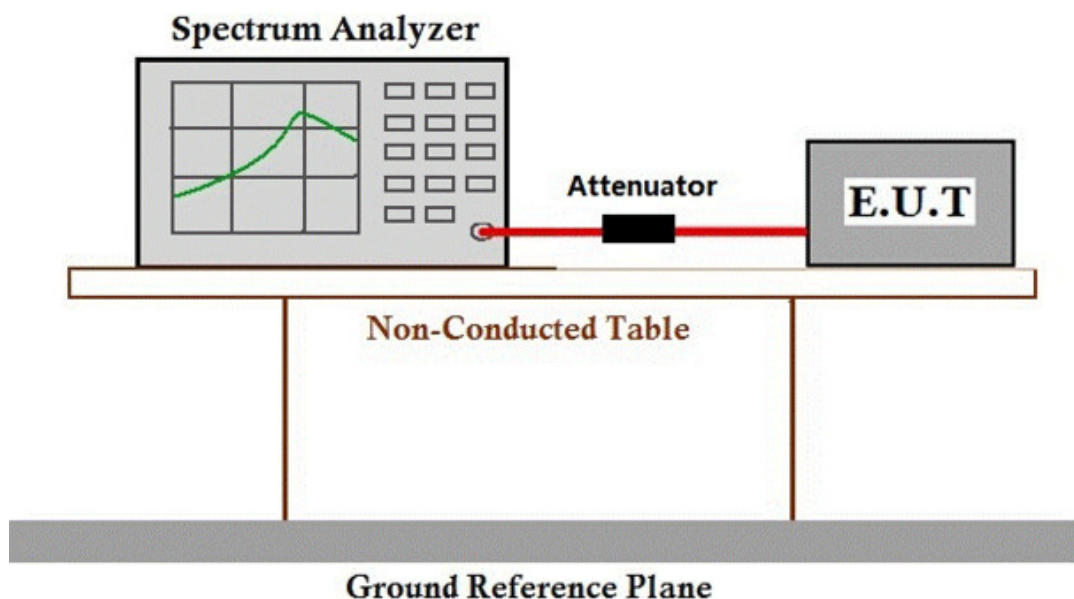 Spectrum Analyzer
Attenuator
E.U.T
Non-Conducted Table
Ground Reference Plane